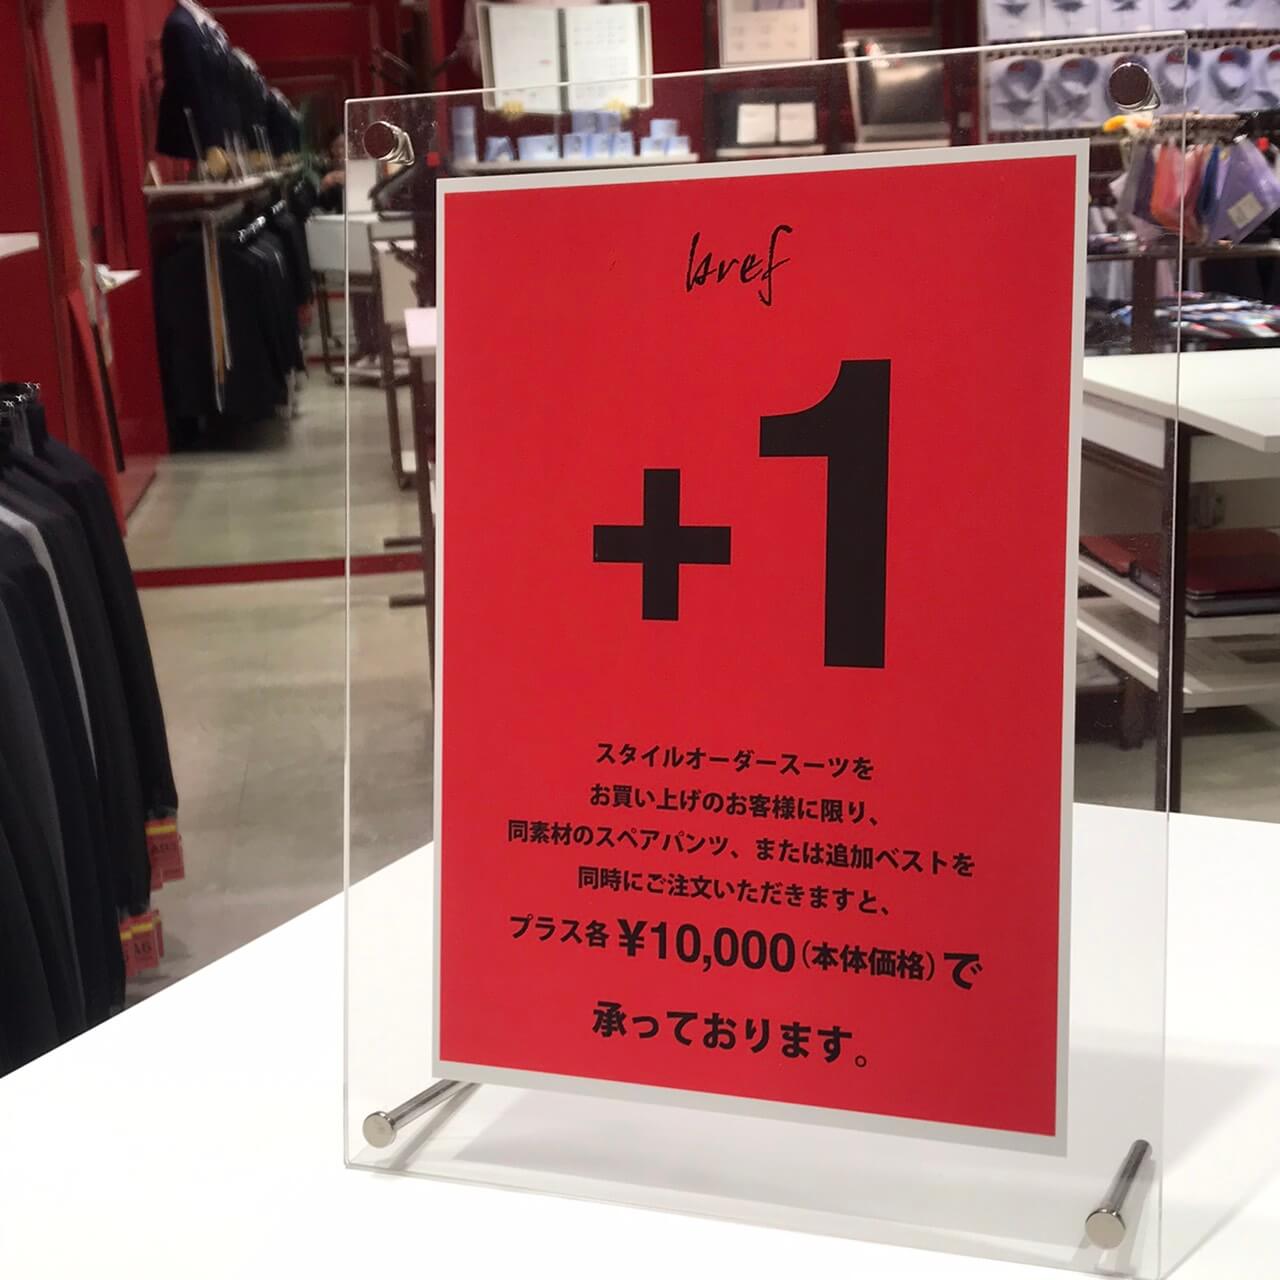 bref
+1
スタイルオーダースーツを
お買い上げのお客様に限り、
同素材のスペアパンツ、または追加ベストを
同時にご注文いただきますと、
プラス各¥10,000(本体価格)で
承っております。